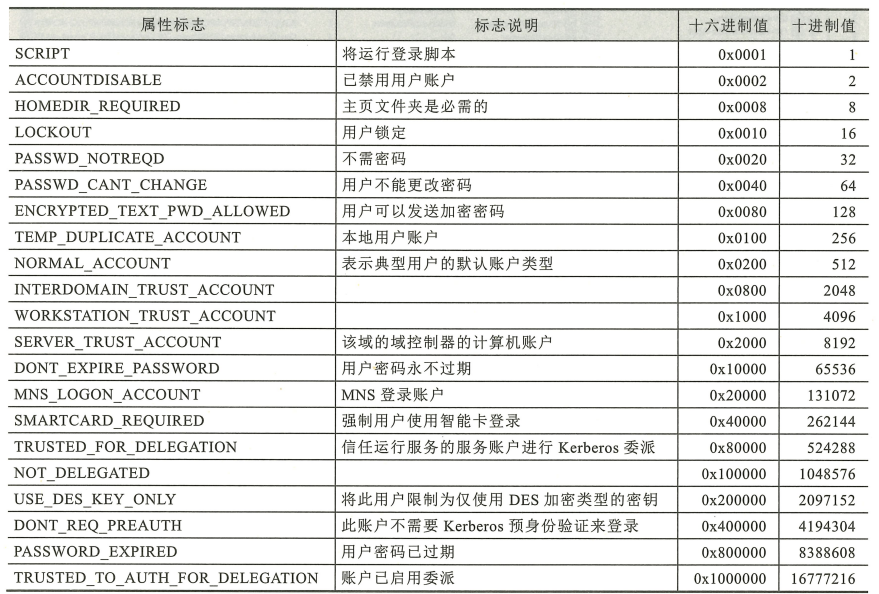 属性标志 标志说明 十六进制值 十进制值
SCRIPT 将运行登录脚本 0x0001 1
ACCOUNTDISABLE 已禁用用户账户 0x0002 2
HOMEDIR_REQUIRED 主页文件夹是必需的 0x0008 8
LOCKOUT 用户锁定 0x0010 16
PASSWD_NOTREQD 不需密码 0x0020 32
PASSWD_CANT_CHANGE 用户不能更改密码 0x0040 64
ENCRYPTED_TEXT_PWD_ALLOWED 用户可以发送加密密码 0x0080 128
TEMP_DUPLICATE_ACCOUNT 本地用户账户 0x0100 256
NORMAL_ACCOUNT 表示典型用户的默认账户类型 0x0200 512
INTERDOMAIN_TRUST_ACCOUNT 0x0800 2048
WORKSTATION_TRUST_ACCOUNT 0x1000 4096
SERVER_TRUST_ACCOUNT 该域的域控制器的计算机账户 0x2000 8192
DONT_EXPIRE_PASSWORD 用户密码永不过期 0x10000 65536
MNS_LOGON_ACCOUNT MNS 登录账户 0x20000 131072
SMARTCARD_REQUIRED 强制用户使用智能卡登录 0x40000 262144
TRUSTED_FOR_DELEGATION 信任运行服务的服务账户进行 Kerberos 委派 0x80000 524288
NOT_DELEGATED 0x100000 1048576
USE_DES_KEY_ONLY 将此用户限制为仅使用 DES 加密类型的密钥 0x200000 2097152
DONT_REQ_PREAUTH 此账户不需要 Kerberos 预身份验证来登录 0x400000 4194304
PASSWORD_EXPIRED 用户密码已过期 0x800000 8388608
TRUSTED_TO_AUTH_FOR_DELEGATION 账户已启用委派 0x1000000 16777216